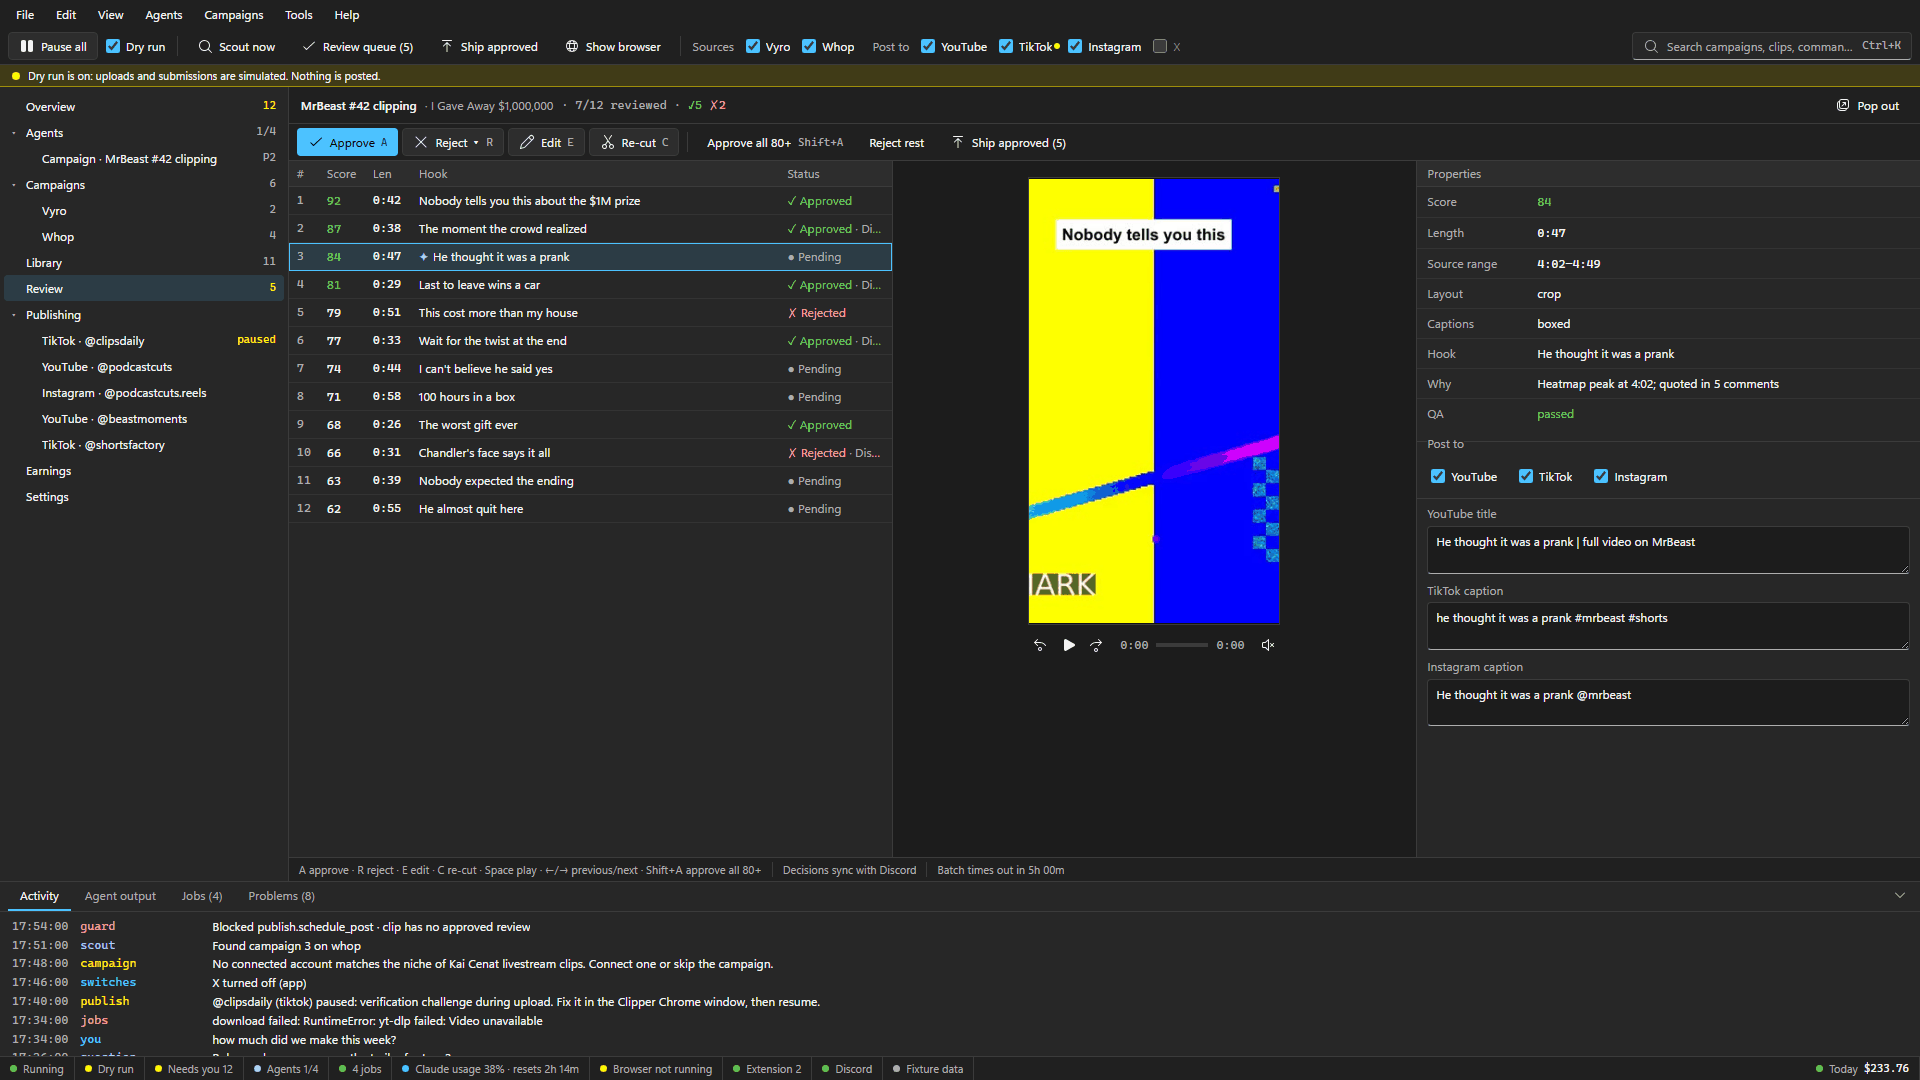 File Edit View Agents Campaigns Tools Help
Pause all Dry run Scout now Review queue (5) Ship approved Show browser Sources Vyro Whop Post to YouTube TikTok Instagram X Search campaigns, clips, comman... Ctrl+K
Dry run is on: uploads and submissions are simulated. Nothing is posted.
Overview 12
Agents 1/4
Campaign · MrBeast #42 clipping P2
Campaigns 6
Vyro 2
Whop 4
Library 11
Review 5
Publishing
TikTok · @clipsdaily paused
YouTube · @podcastcuts
Instagram · @podcastcuts.reels
YouTube · @beastmoments
TikTok · @shortsfactory
Earnings
Settings
MrBeast #42 clipping · I Gave Away $1,000,000 · 7/12 reviewed · ✓5 ✗2 Pop out
Approve A Reject R Edit E Re-cut C Approve all 80+ Shift+A Reject rest Ship approved (5)
# Score Len Hook Status
1 92 0:42 Nobody tells you this about the $1M prize ✓ Approved
2 87 0:38 The moment the crowd realized ✓ Approved · Di...
3 84 0:47 ✦ He thought it was a prank Pending
4 81 0:29 Last to leave wins a car ✓ Approved · Di...
5 79 0:51 This cost more than my house ✗ Rejected
6 77 0:33 Wait for the twist at the end ✓ Approved · Di...
7 74 0:44 I can't believe he said yes Pending
8 71 0:58 100 hours in a box Pending
9 68 0:26 The worst gift ever ✓ Approved
10 66 0:31 Chandler's face says it all ✗ Rejected · Dis...
11 63 0:39 Nobody expected the ending Pending
12 62 0:55 He almost quit here Pending
Nobody tells you this
ARK
0:00 0:00
Properties
Score 84
Length 0:47
Source range 4:02–4:49
Layout crop
Captions boxed
Hook He thought it was a prank
Why Heatmap peak at 4:02; quoted in 5 comments
QA passed
Post to
YouTube TikTok Instagram
YouTube title
He thought it was a prank | full video on MrBeast
TikTok caption
he thought it was a prank #mrbeast #shorts
Instagram caption
He thought it was a prank @mrbeast
A approve · R reject · E edit · C re-cut · Space play · ←/→ previous/next · Shift+A approve all 80+ Decisions sync with Discord Batch times out in 5h 00m
Activity Agent output Jobs (4) Problems (8)
17:54:00 guard Blocked publish.schedule_post · clip has no approved review
17:51:00 scout Found campaign 3 on whop
17:48:00 campaign No connected account matches the niche of Kai Cenat livestream clips. Connect one or skip the campaign.
17:46:00 switches X turned off (app)
17:40:00 publish @clipsdaily (tiktok) paused: verification challenge during upload. Fix it in the Clipper Chrome window, then resume.
17:34:00 jobs download failed: RuntimeError: yt-dlp failed: Video unavailable
17:34:00 you how much did we make this week?
Running Dry run Needs you 12 Agents 1/4 4 jobs Claude usage 38% · resets 2h 14m Browser not running Extension 2 Discord Fixture data Today $233.76